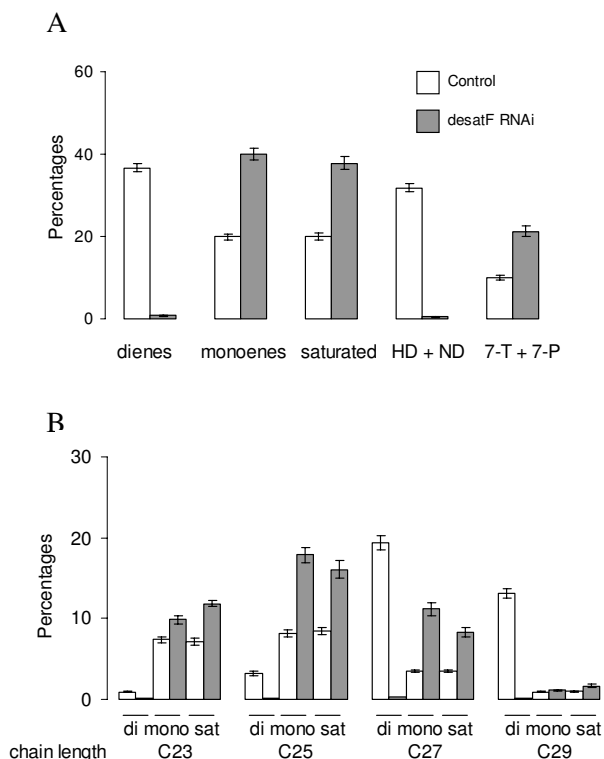 A
60
40
20
0
Percentages
Control
desatF RNAi
dienes monoenes saturated HD + ND 7-T + 7-P
B
30
20
10
0
Percentages
di mono sat di mono sat di mono sat di mono sat
chain length C23 C25 C27 C29